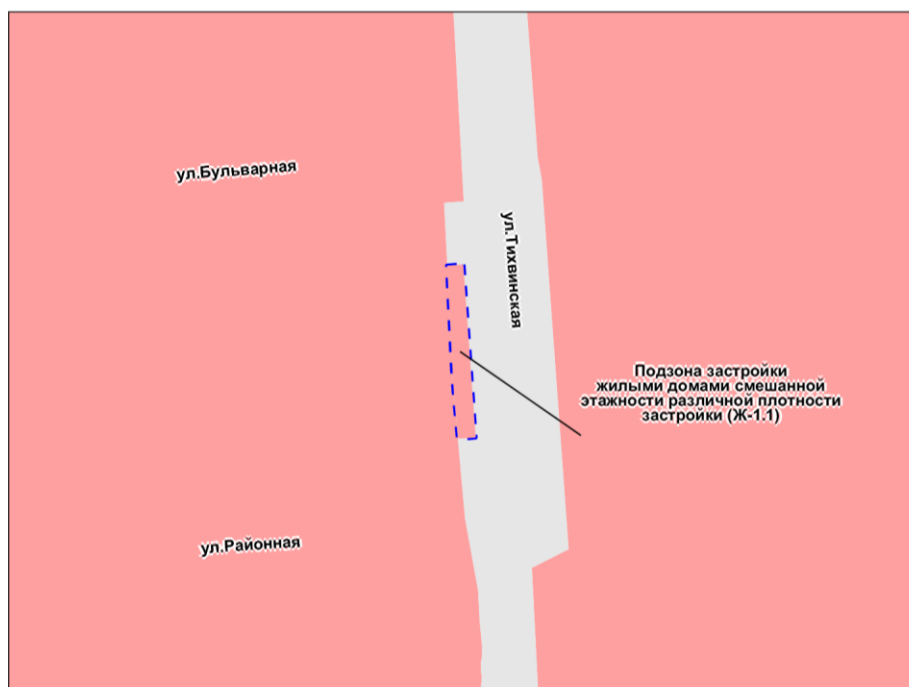 ул.Бульварная
ул.Тихвинская
Подзона застройки
жилыми домами смешанной
этажности различной плотности
застройки (Ж-1.1)
ул.Районная